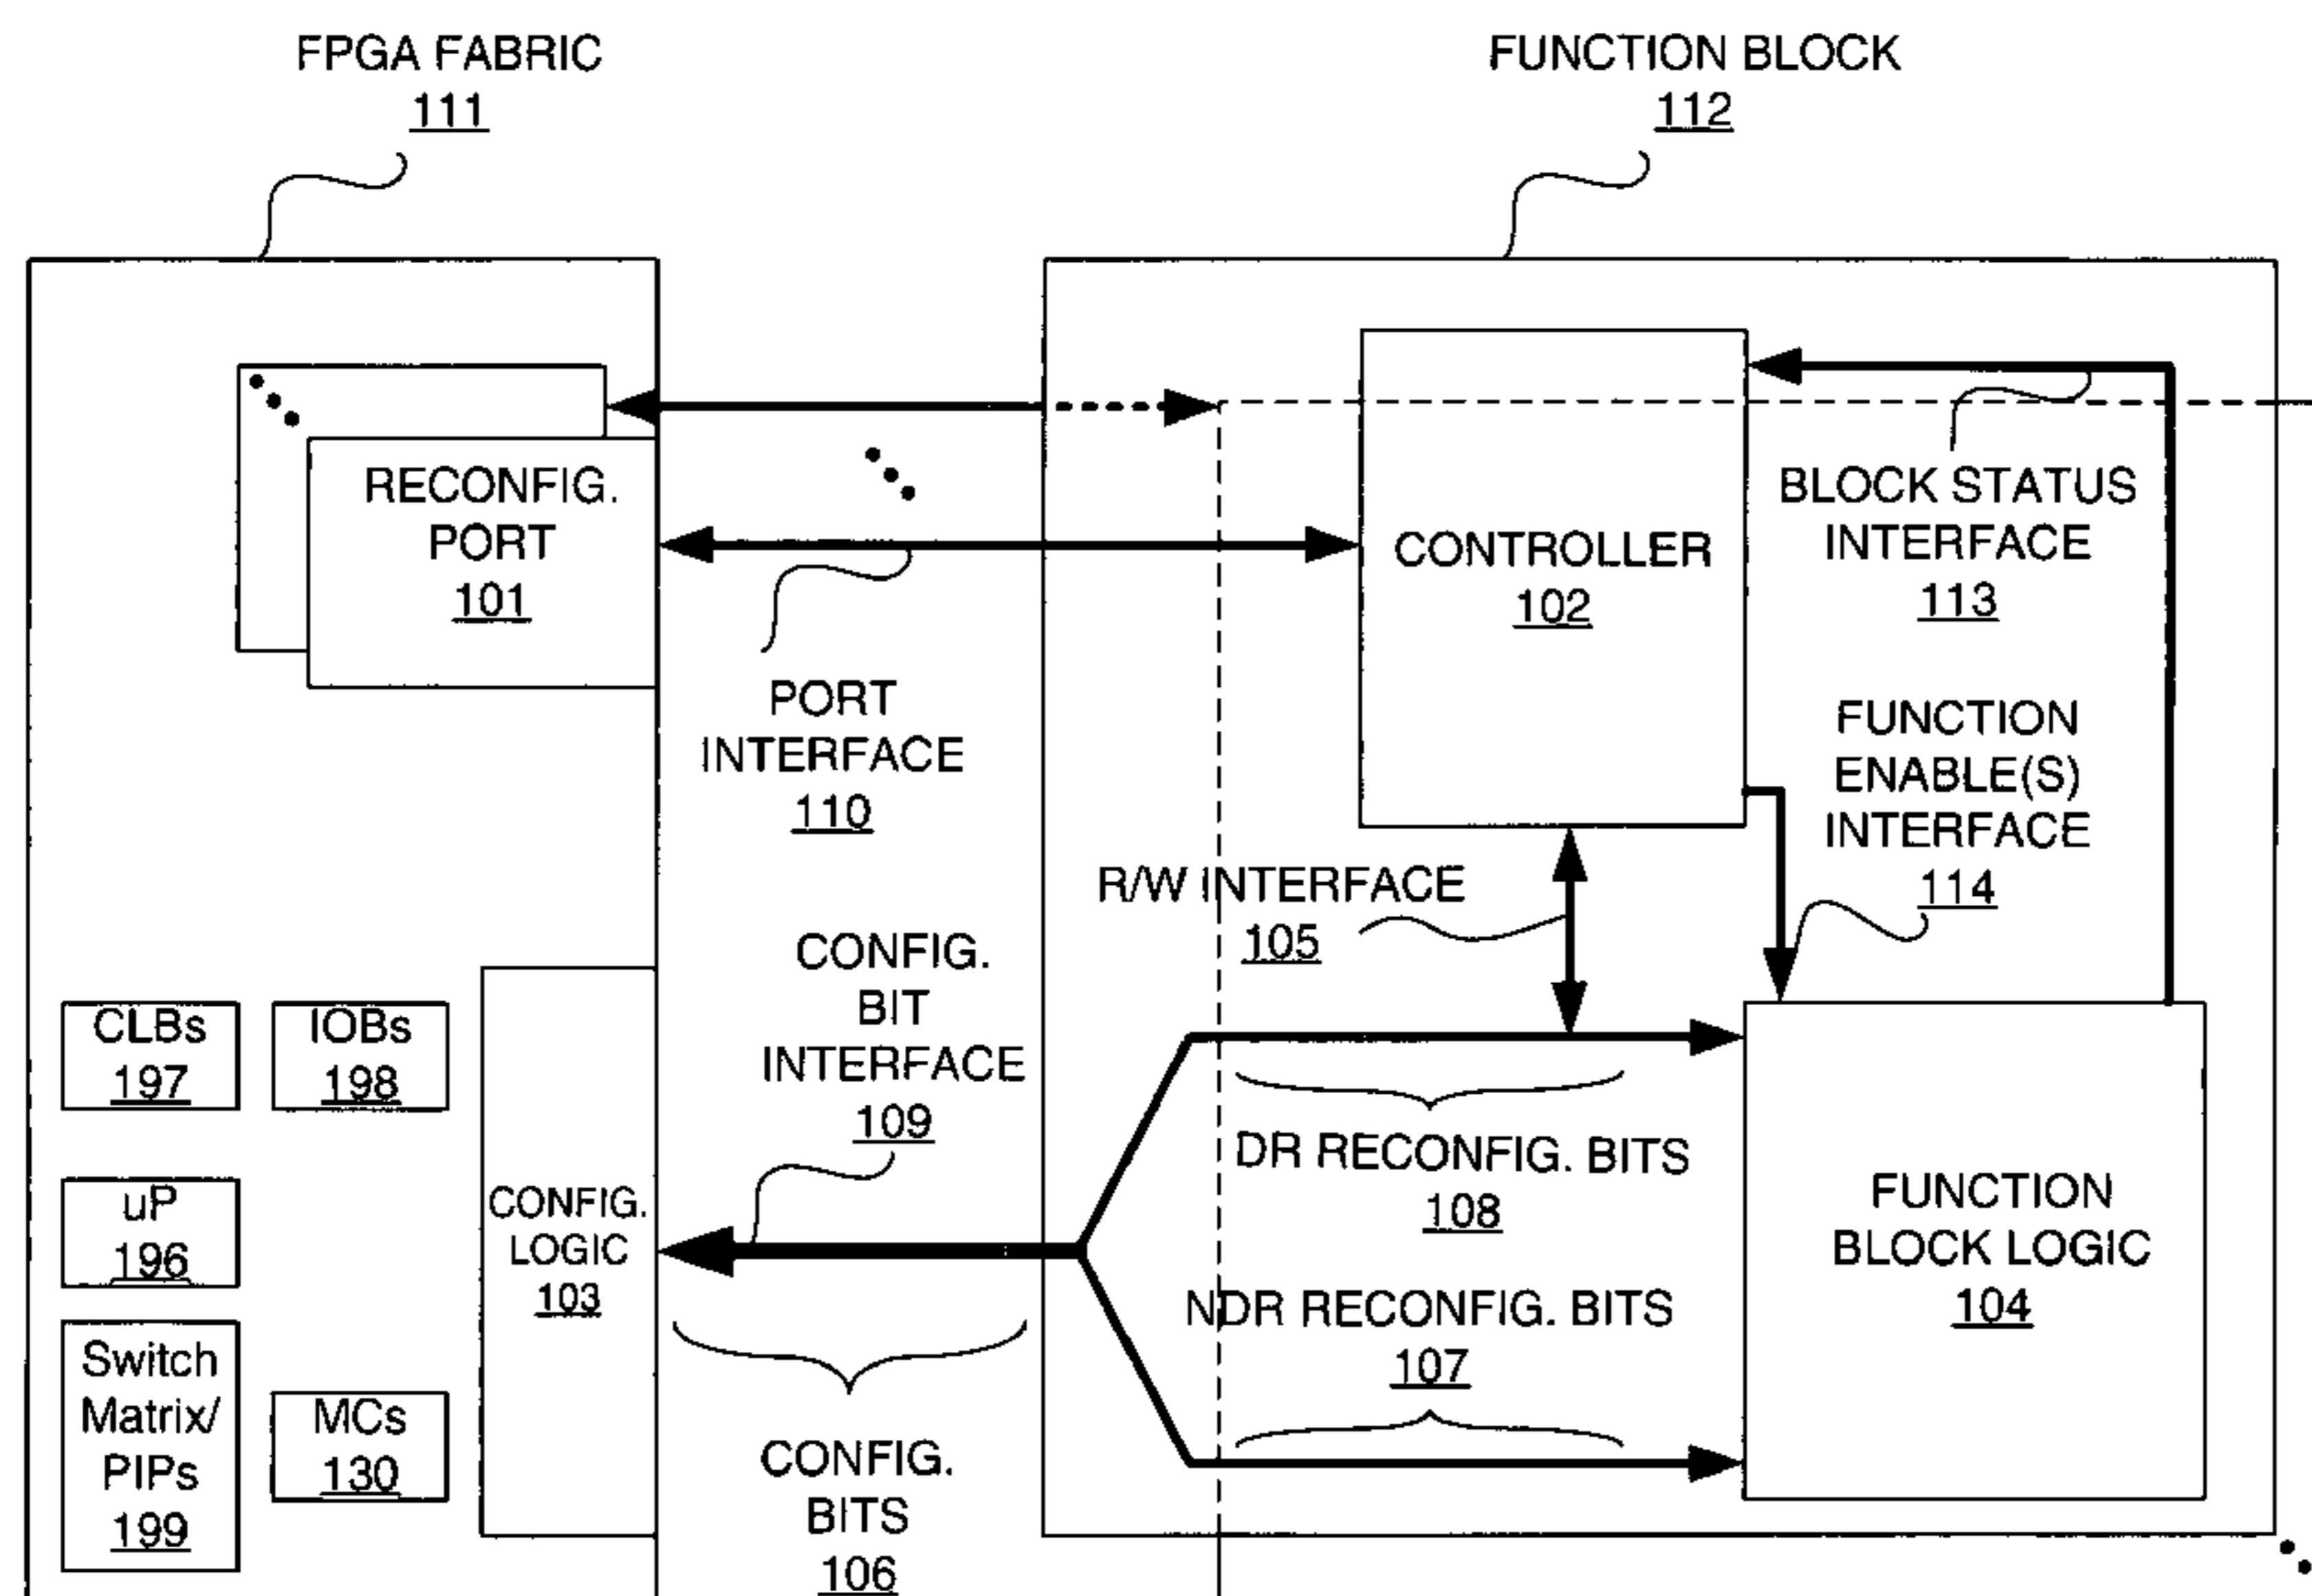 FPGA FABRIC
111
FUNCTION BLOCK
112
RECONFIG.
PORT
101
CONTROLLER
102
BLOCK STATUS
INTERFACE
113
PORT
INTERFACE
110
FUNCTION
ENABLE(S)
INTERFACE
114
R/W INTERFACE
105
CONFIG.
BIT
INTERFACE
109
CLBs
197
IOBs
198
uP
196
Switch
Matrix/
PIPs
199
MCs
130
CONFIG.
LOGIC
103
DR RECONFIG. BITS
108
NDR RECONFIG. BITS
107
FUNCTION
BLOCK LOGIC
104
CONFIG.
BITS
106